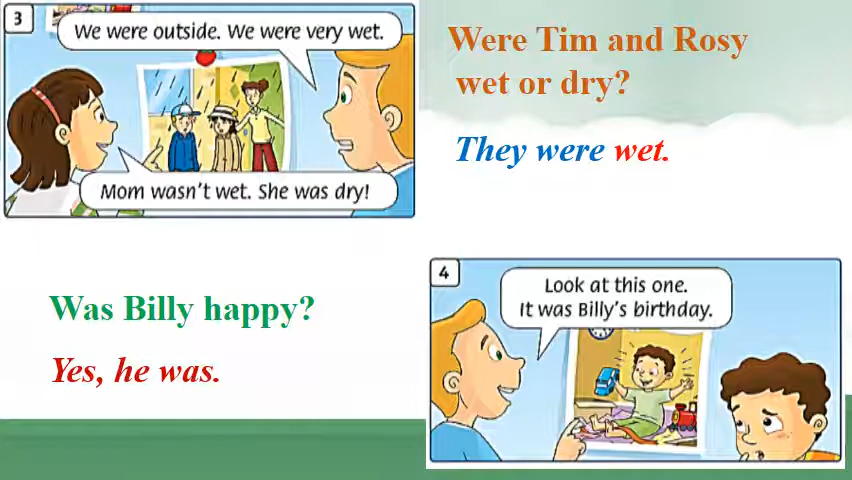 3
We were outside. We were very wet.
Mom wasn't wet. She was dry!
Were Tim and Rosy
wet or dry?
They were wet.
Was Billy happy?
Yes, he was.
4
Look at this one.
It was Billy's birthday.